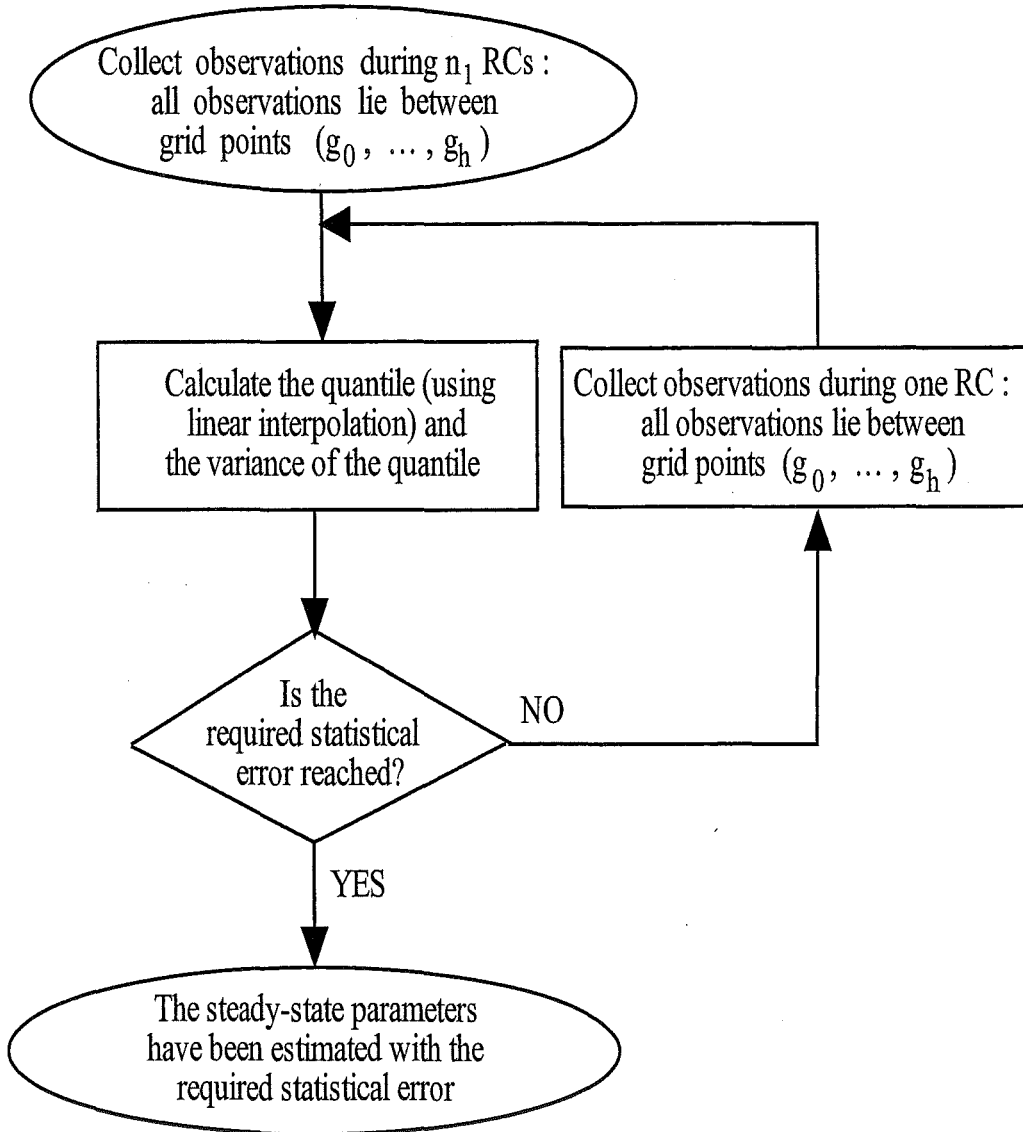 Collect observations during n₁ RCs :
all observations lie between
grid points (g₀ , ... , gₕ )
Calculate the quantile (using
linear interpolation) and
the variance of the quantile
Collect observations during one RC :
all observations lie between
grid points (g₀ , ... , gₕ )
Is the
required statistical
error reached?
NO
YES
The steady-state parameters
have been estimated with the
required statistical error